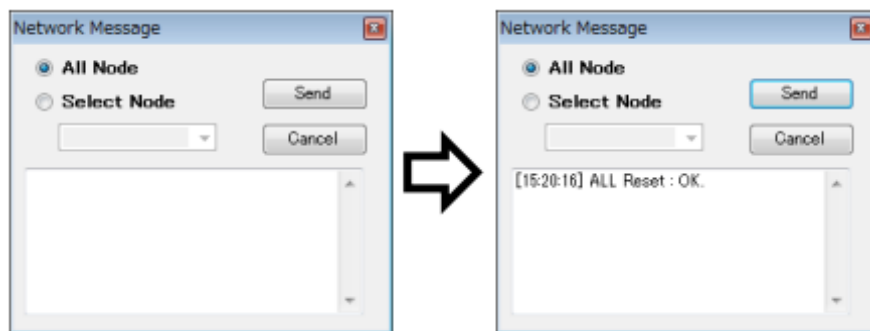 Network Message
All Node
Select Node
Send
Cancel
Network Message
All Node
Select Node
Send
Cancel
[15:20:16] ALL Reset : OK.